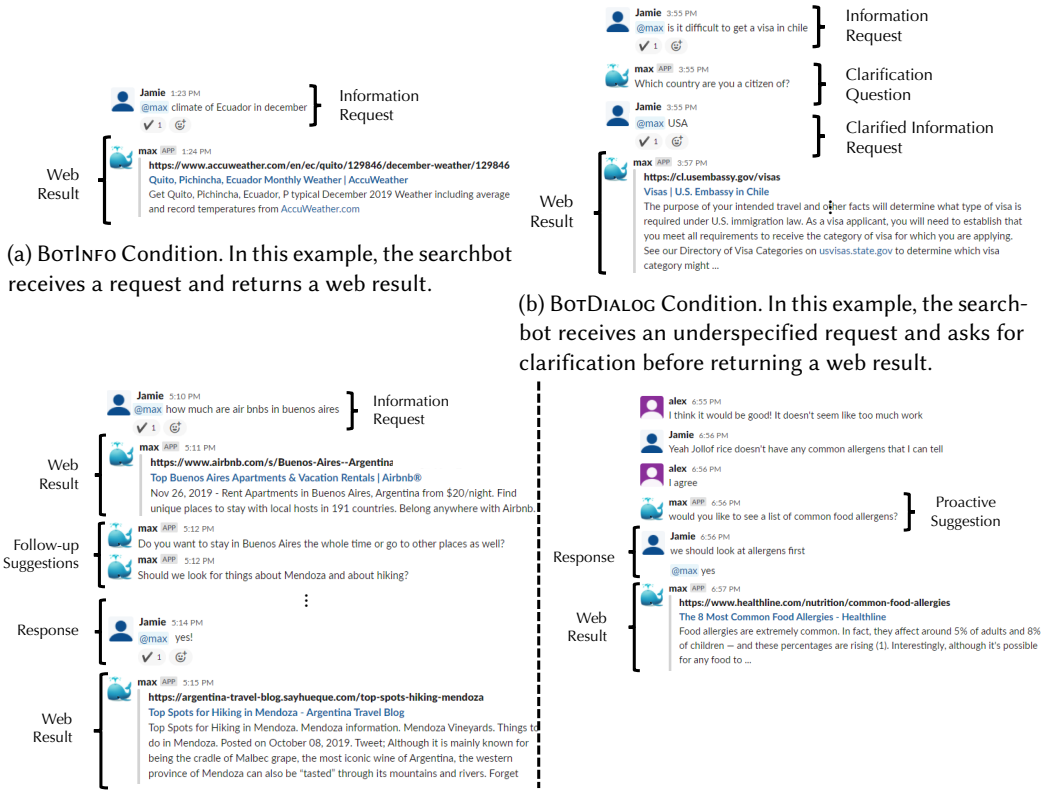 Jamie 1:23 PM
@max climate of Ecuador in december
✔ 1
Information
Request
Web
Result
max APP 1:24 PM
https://www.accuweather.com/en/ec/quito/129846/december-weather/129846
Quito, Pichincha, Ecuador Monthly Weather | AccuWeather
Get Quito, Pichincha, Ecuador, P typical December 2019 Weather including average
and record temperatures from AccuWeather.com
(a) BotInfo Condition. In this example, the searchbot
receives a request and returns a web result.
Jamie 3:55 PM
@max is it difficult to get a visa in chile
✔ 1
Information
Request
max APP 3:55 PM
Which country are you a citizen of?
Clarification
Question
Jamie 3:55 PM
@max USA
✔ 1
Clarified Information
Request
Web
Result
max APP 3:57 PM
https://cl.usembassy.gov/visas
Visas | U.S. Embassy in Chile
The purpose of your intended travel and other facts will determine what type of visa is
required under U.S. immigration law. As a visa applicant, you will need to establish that
you meet all requirements to receive the category of visa for which you are applying.
See our Directory of Visa Categories on usvisas.state.gov to determine which visa
category might ...
(b) BotDialog Condition. In this example, the search-
bot receives an underspecified request and asks for
clarification before returning a web result.
Jamie 5:10 PM
@max how much are air bnbs in buenos aires
✔ 1
Information
Request
Web
Result
max APP 5:11 PM
https://www.airbnb.com/s/Buenos-Aires--Argentina
Top Buenos Aires Apartments & Vacation Rentals | Airbnb®
Nov 26, 2019 - Rent Apartments in Buenos Aires, Argentina from $20/night. Find
unique places to stay with local hosts in 191 countries. Belong anywhere with Airbnb.
Follow-up
Suggestions
max APP 5:12 PM
Do you want to stay in Buenos Aires the whole time or go to other places as well?
max APP 5:12 PM
Should we look for things about Mendoza and about hiking?
⋮
Response
Jamie 5:14 PM
@max yes!
✔ 1
Web
Result
max APP 5:15 PM
https://argentina-travel-blog.sayhueque.com/top-spots-hiking-mendoza
Top Spots for Hiking in Mendoza - Argentina Travel Blog
Top Spots for Hiking in Mendoza. Mendoza information. Mendoza Vineyards. Things to
do in Mendoza. Posted on October 08, 2019. Tweet; Although it is mainly known for
being the cradle of Malbec grape, the most iconic wine of Argentina, the western
province of Mendoza can also be “tasted” through its mountains and rivers. Forget
alex 6:55 PM
I think it would be good! It doesn't seem like too much work
Jamie 6:56 PM
Yeah Jollof rice doesn't have any common allergens that I can tell
alex 6:56 PM
I agree
max APP 6:56 PM
would you like to see a list of common food allergens?
Proactive
Suggestion
Response
Jamie 6:56 PM
we should look at allergens first
@max yes
Web
Result
max APP 6:57 PM
https://www.healthline.com/nutrition/common-food-allergies
The 8 Most Common Food Allergies - Healthline
Food allergies are extremely common. In fact, they affect around 5% of adults and 8%
of children — and these percentages are rising (1). Interestingly, although it's possible
for any food to ...